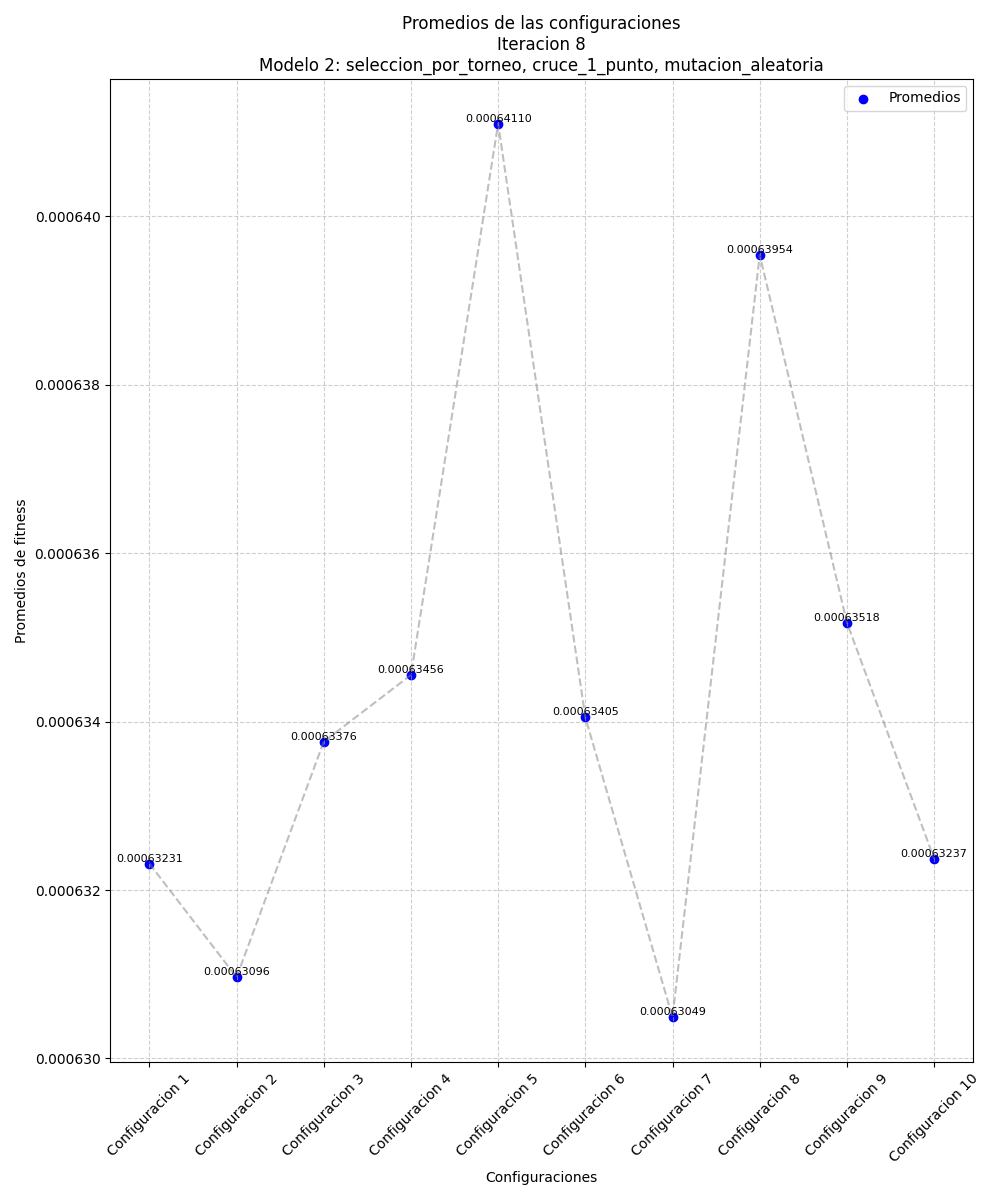 Promedios de las configuraciones
Iteracion 8
Modelo 2: seleccion_por_torneo, cruce_1_punto, mutacion_aleatoria
Promedios
0.00064110
0.00063954
0.00063518
0.00063456
0.00063405
0.00063376
0.00063237
0.00063231
0.00063096
0.00063049
0.000640
0.000638
0.000636
0.000634
0.000632
0.000630
Promedios de fitness
Configuracion 1
Configuracion 2
Configuracion 3
Configuracion 4
Configuracion 5
Configuracion 6
Configuracion 7
Configuracion 8
Configuracion 9
Configuracion 10
Configuraciones